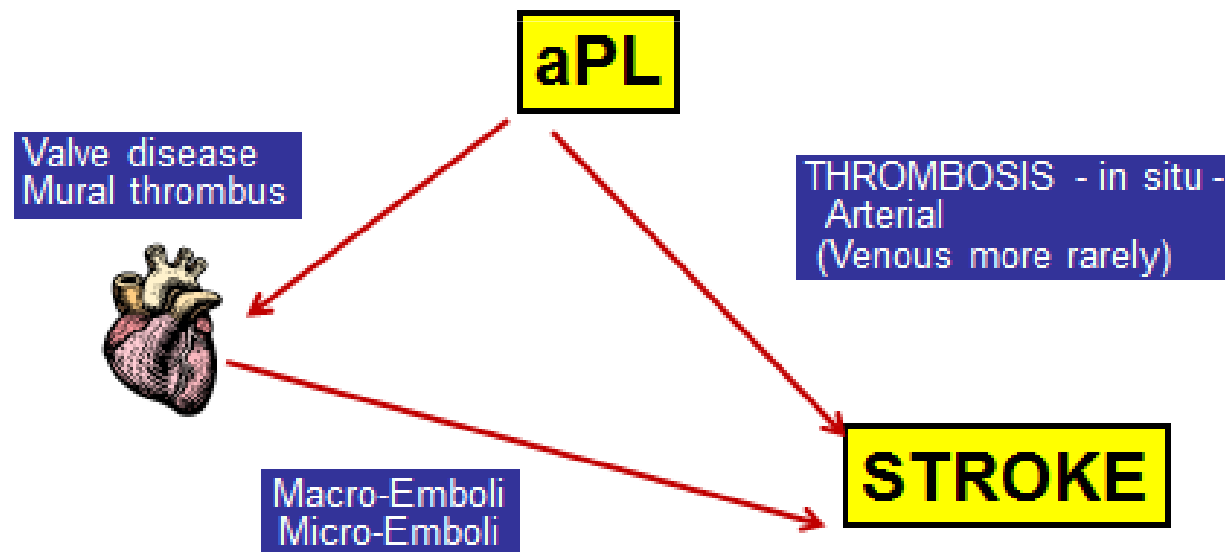 aPL
Valve disease
Mural thrombus
THROMBOSIS - in situ -
Arterial
(Venous more rarely)
STROKE
Macro-Emboli
Micro-Emboli